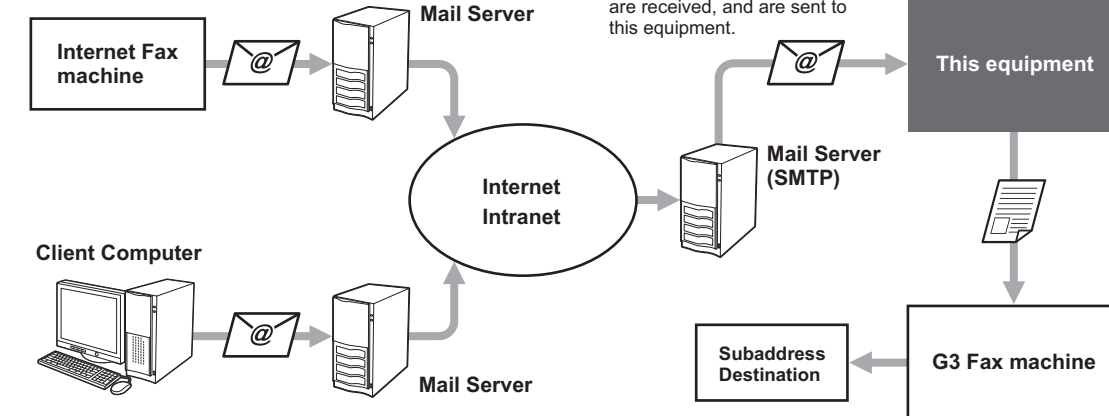 Mail Server
are received, and are sent to
this equipment.
Internet Fax
machine
@
@
This equipment
Mail Server
(SMTP)
Internet
Intranet
Client Computer
@
Mail Server
Subaddress
Destination
G3 Fax machine